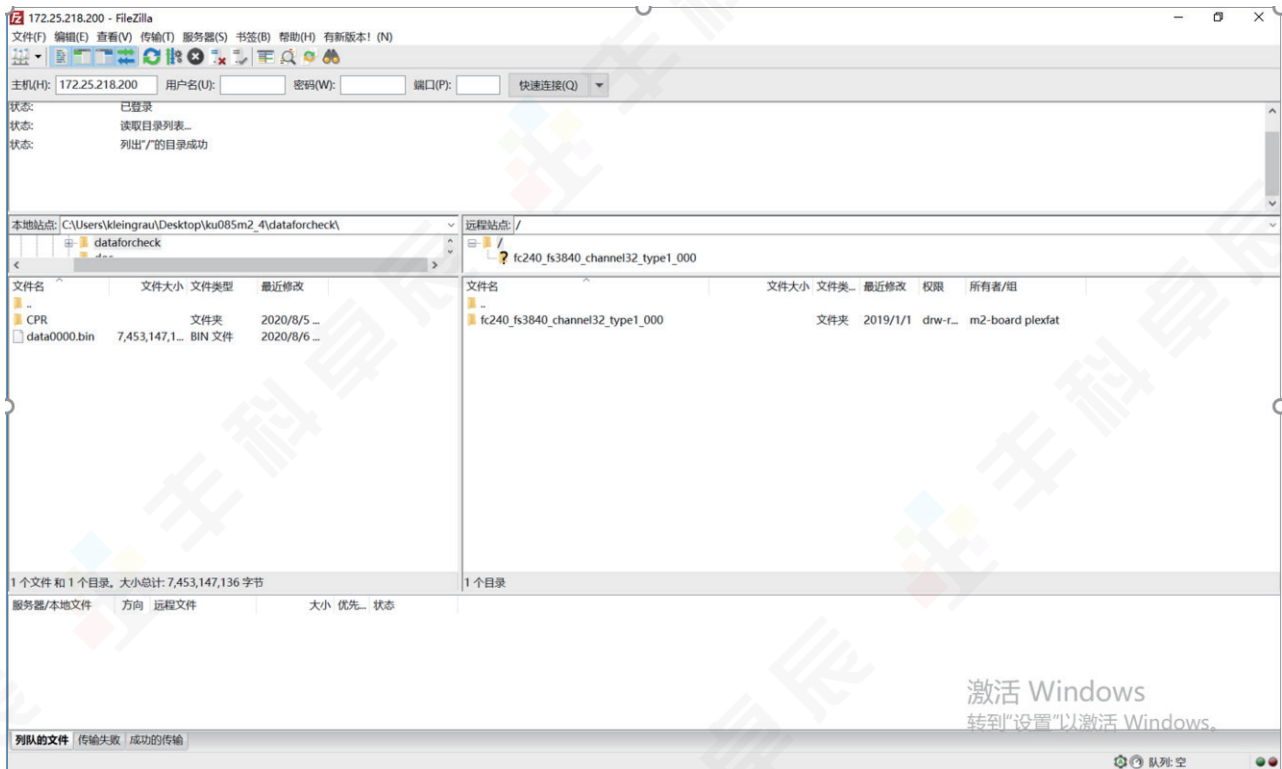 172.25.218.200 - FileZilla
文件(F) 编辑(E) 查看(V) 传输(T) 服务器(S) 书签(B) 帮助(H) 有新版本! (N)
主机(H): 172.25.218.200 用户名(U): 密码(W): 端口(P): 快速连接(Q)
状态: 已登录
状态: 读取目录列表...
状态: 列出"/"的目录成功
本地站点: C:\Users\kleingrau\Desktop\ku085m2_4\dataforcheck\
dataforcheck
doc
远程站点: /
/
fc240_fs3840_channel32_type1_000
文件名 文件大小 文件类型 最近修改
..
CPR 文件夹 2020/8/5 ...
data0000.bin 7,453,147,1... BIN 文件 2020/8/6 ...
1 个文件 和 1 个目录。大小总计: 7,453,147,136 字节
文件名 文件大小 文件类... 最近修改 权限 所有者/组
..
fc240_fs3840_channel32_type1_000 文件夹 2019/1/1 drw-r... m2-board plexfat
1 个目录
服务器/本地文件 方向 远程文件 大小 优先... 状态
激活 Windows
转到"设置"以激活 Windows。
列队的文件 传输失败 成功的传输
队列: 空
丰科卓辰